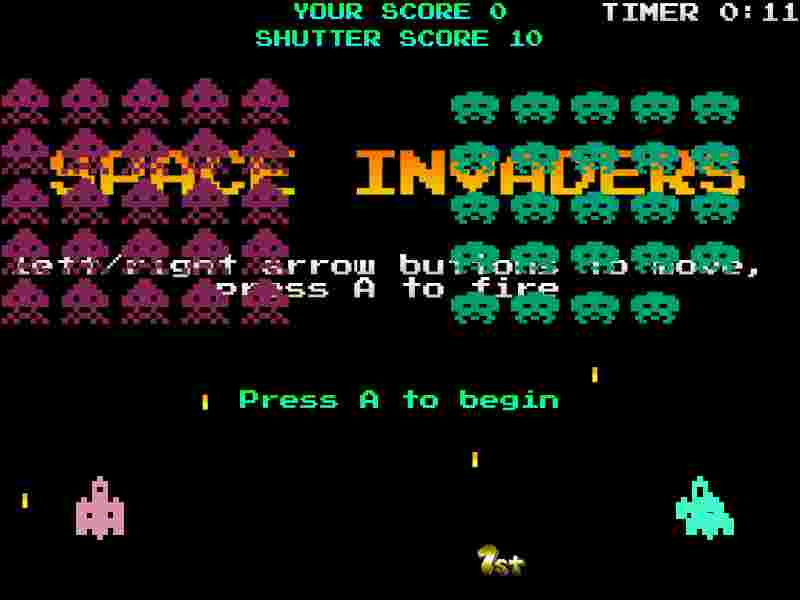 YOUR SCORE 0
TIMER 0:11
SHUTTER SCORE 10
SPACE INVADERS
left/right arrow buttons to move,
press A to fire
Press A to begin
1st